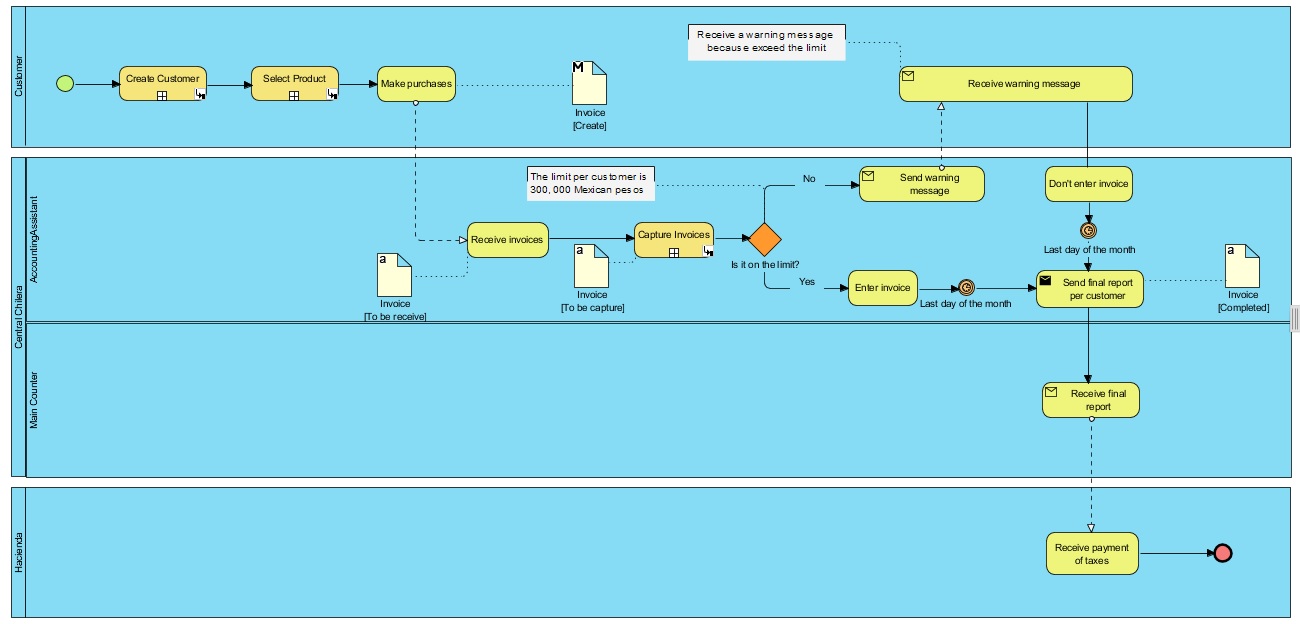 Customer
Create Customer
Select Product
Make purchases
M
Invoice
[Create]
Receive a warning message
because exceed the limit
Receive warning message
Central Chilera
AccountingAssistant
The limit per customer is
300, 000 Mexican pesos
No
Send warning
message
Don't enter invoice
Receive invoices
Capture Invoices
Is it on the limit?
Last day of the month
a
Invoice
[To be receive]
a
Invoice
[To be capture]
Yes
Enter invoice
Last day of the month
Send final report
per customer
a
Invoice
[Completed]
Main Counter
Receive final
report
Hacienda
Receive payment
of taxes